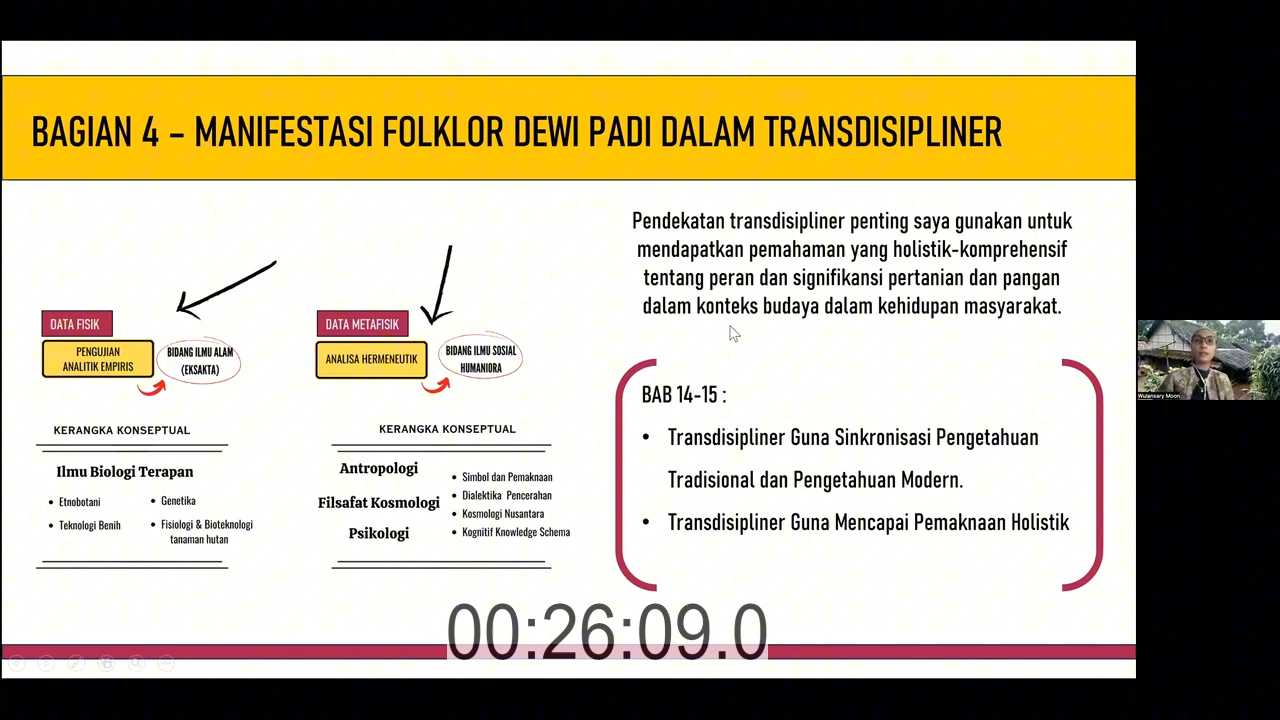 BAGIAN 4 - MANIFESTASI FOLKLOR DEWI PADI DALAM TRANSDISIPLINER
DATA FISIK
PENGUJIAN
ANALITIK EMPIRIS
BIDANG ILMU ALAM
(EKSAKTA)
KERANGKA KONSEPTUAL
Ilmu Biologi Terapan
• Etnobotani
• Teknologi Benih
• Genetika
• Fisiologi & Bioteknologi
tanaman hutan
DATA METAFISIK
ANALISA HERMENEUTIK
BIDANG ILMU SOSIAL
HUMANIORA
KERANGKA KONSEPTUAL
Antropologi
Filsafat Kosmologi
Psikologi
• Simbol dan Pemaknaan
• Dialektika Pencerahan
• Kosmologi Nusantara
• Kognitif Knowledge Schema
Pendekatan transdisipliner penting saya gunakan untuk
mendapatkan pemahaman yang holistik-komprehensif
tentang peran dan signifikansi pertanian dan pangan
dalam konteks budaya dalam kehidupan masyarakat.
BAB 14-15 :
• Transdisipliner Guna Sinkronisasi Pengetahuan
Tradisional dan Pengetahuan Modern.
• Transdisipliner Guna Mencapai Pemaknaan Holistik
00:26:09.0
Wulansary Moon